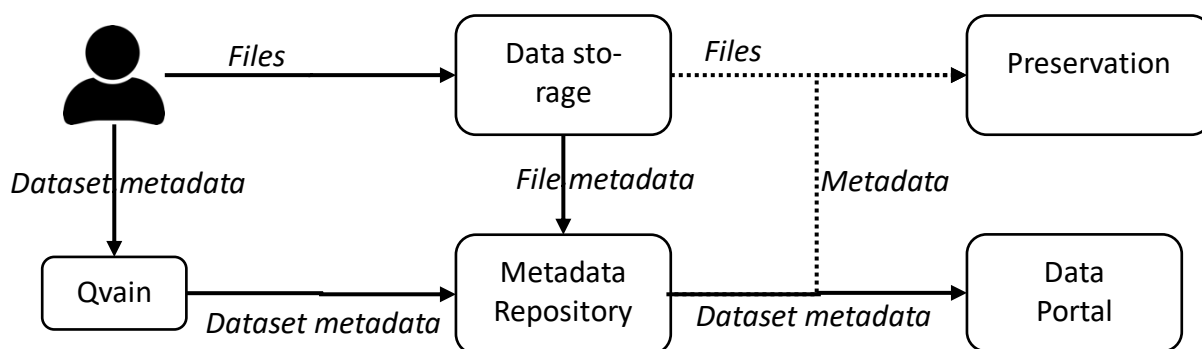 Files
Data sto-
rage
Files
Preservation
Dataset metadata
File metadata
Metadata
Qvain
Dataset metadata
Metadata
Repository
Dataset metadata
Data
Portal